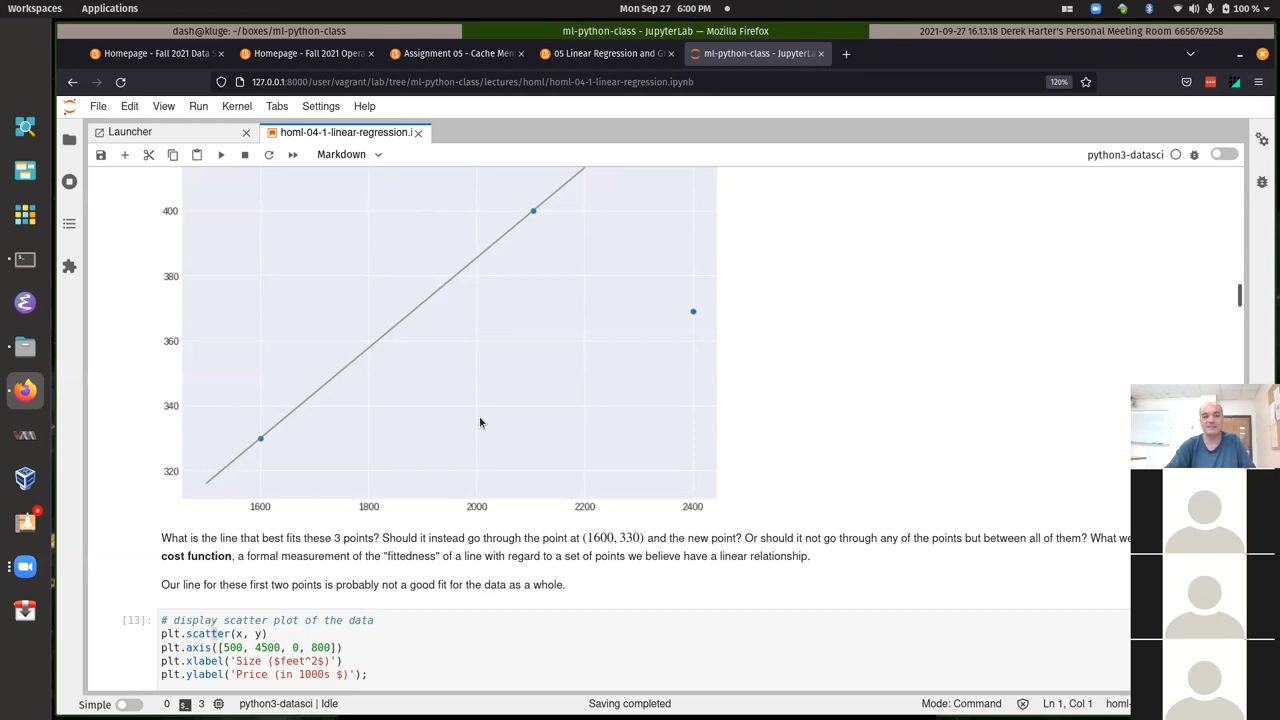 Workspaces Applications Mon Sep 27 6:00 PM 100 %
dash@kluge: ~/boxes/ml-python-class ml-python-class - JupyterLab — Mozilla Firefox 2021-09-27 16.13.18 Derek Harter's Personal Meeting Room 6656769258
Homepage - Fall 2021 Data S Homepage - Fall 2021 Opera Assignment 05 - Cache Mem 05 Linear Regression and Gr ml-python-class - JupyterLa
127.0.0.1:8000/user/vagrant/lab/tree/ml-python-class/lectures/homl/homl-04-1-linear-regression.ipynb 120%
File Edit View Run Kernel Tabs Settings Help
Launcher homl-04-1-linear-regression.i
Markdown python3-datasci
400
380
360
340
320
1600 1800 2000 2200 2400
What is the line that best fits these 3 points? Should it instead go through the point at (1600, 330) and the new point? Or should it not go through any of the points but between all of them? What we
cost function, a formal measurement of the "fittedness" of a line with regard to a set of points we believe have a linear relationship.
Our line for these first two points is probably not a good fit for the data as a whole.
[13]: # display scatter plot of the data
plt.scatter(x, y)
plt.axis([500, 4500, 0, 800])
plt.xlabel('Size ($feet^2$)')
plt.ylabel('Price (in 1000s $)');
Simple 0 3 python3-datasci | Idle Saving completed Mode: Command Ln 1, Col 1 homl-